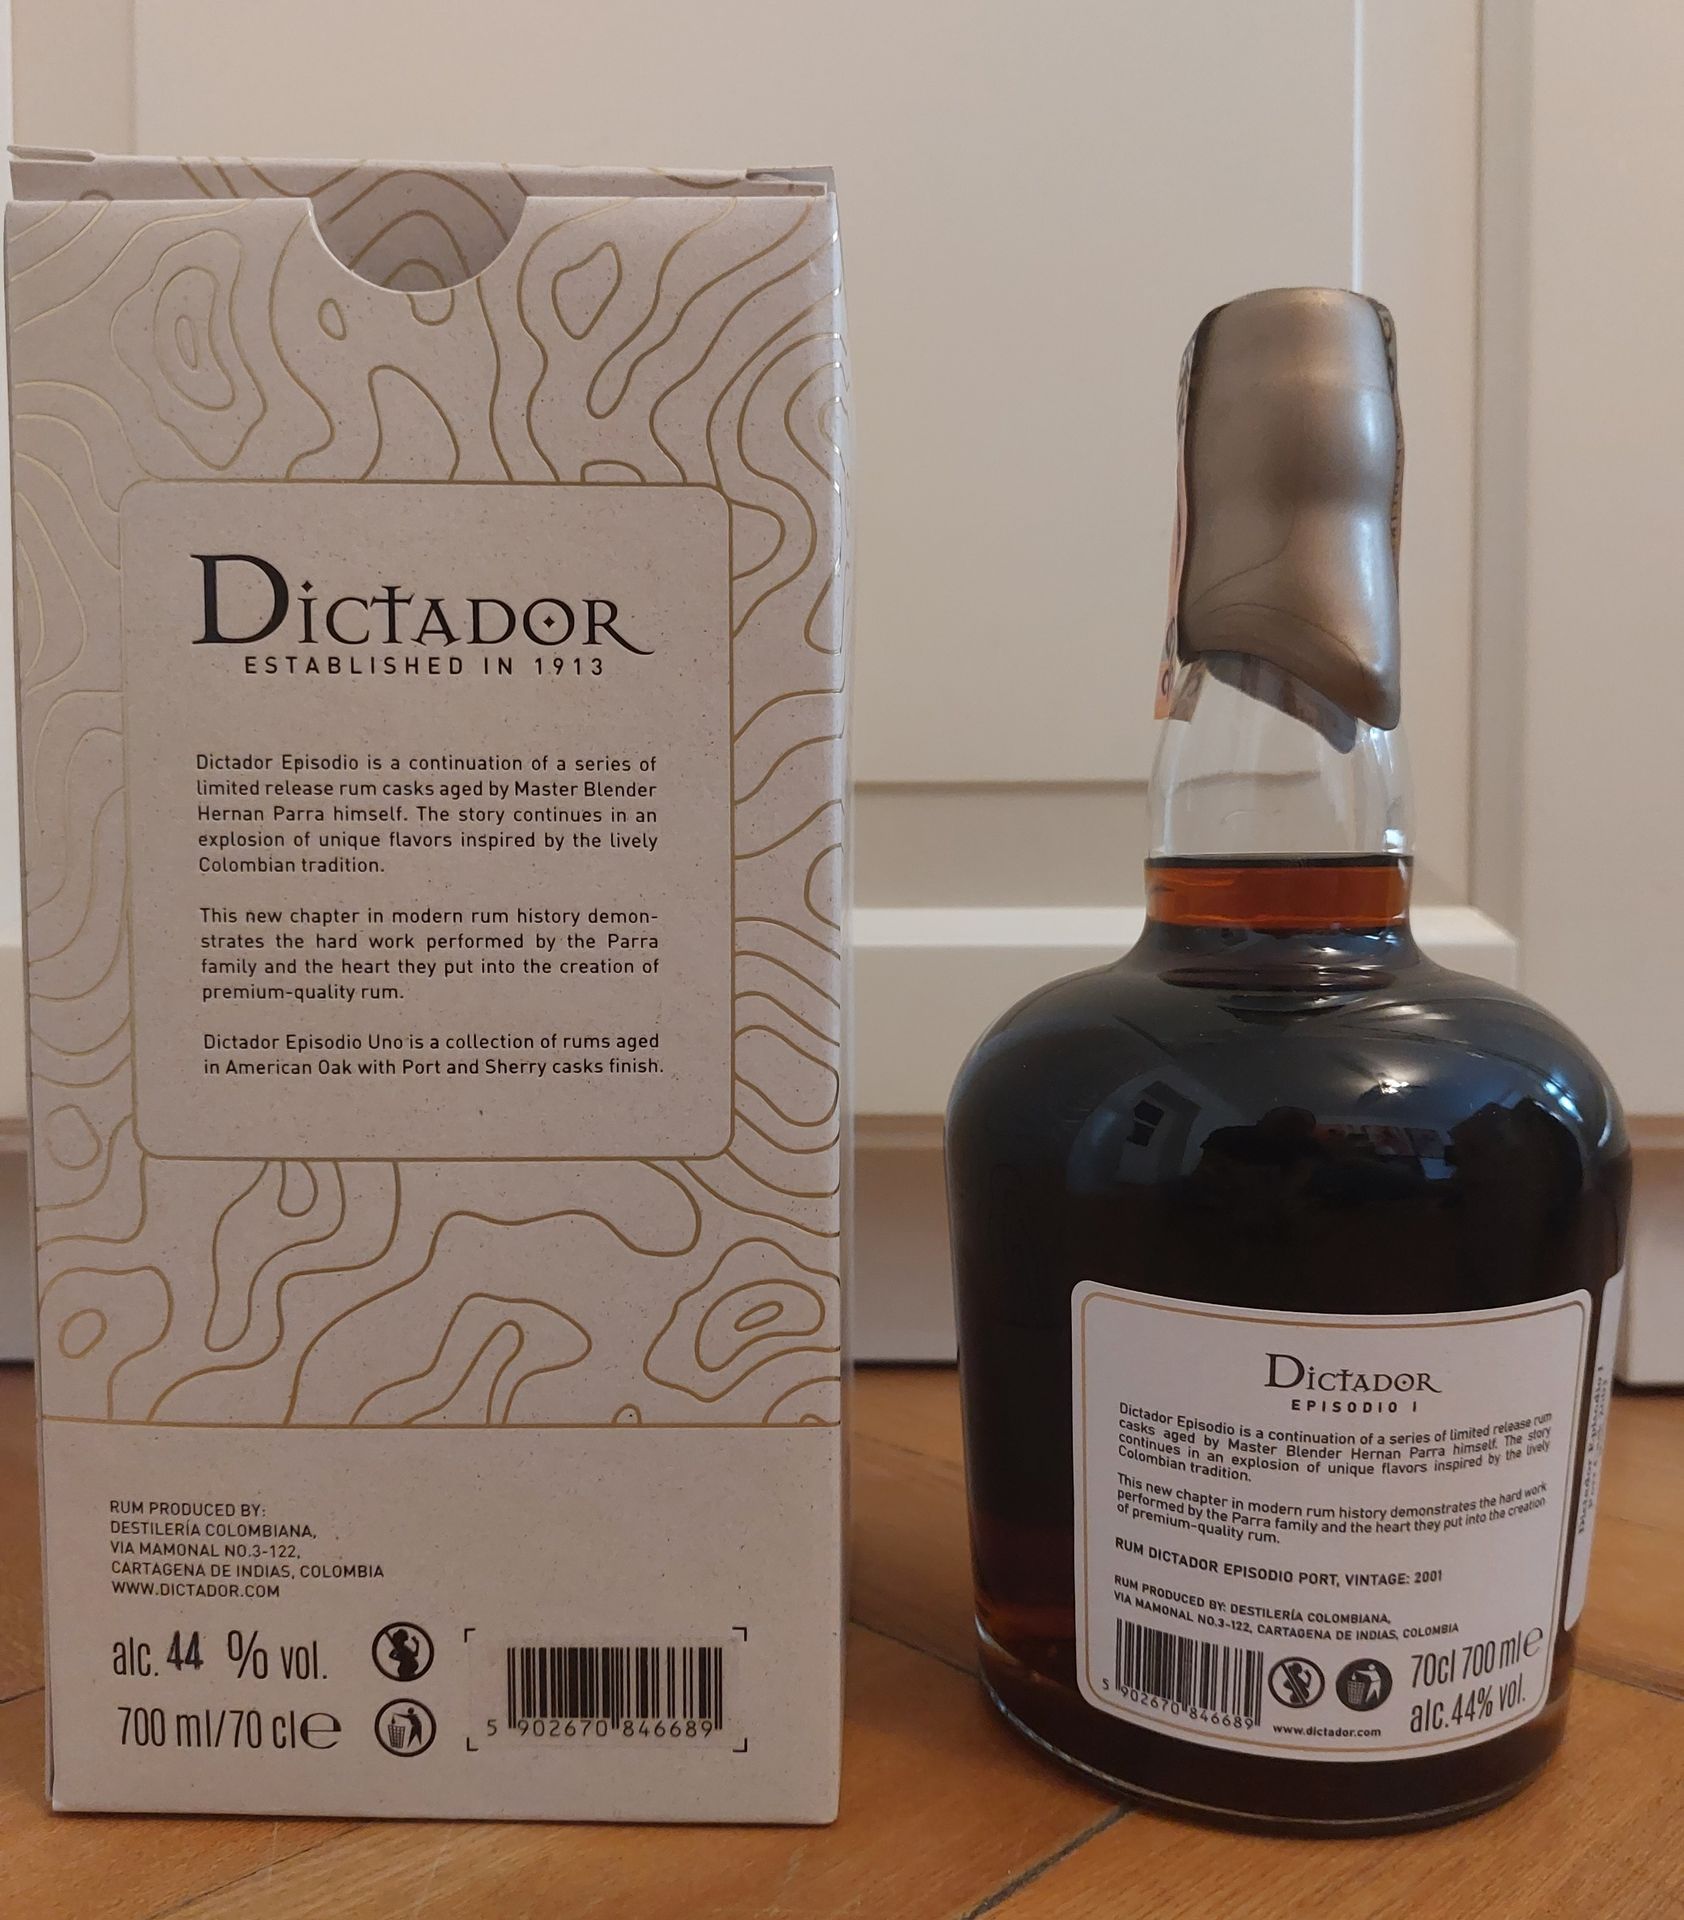 DICTADOR
ESTABLISHED IN 1913
Dictador Episodio is a continuation of a series of
limited release rum casks aged by Master Blender
Hernan Parra himself. The story continues in an
explosion of unique flavors inspired by the lively
Colombian tradition.
This new chapter in modern rum history demon-
strates the hard work performed by the Parra
family and the heart they put into the creation of
premium-quality rum.
Dictador Episodio Uno is a collection of rums aged
in American Oak with Port and Sherry casks finish.
RUM PRODUCED BY:
DESTILERÍA COLOMBIANA,
VIA MAMONAL NO.3-122,
CARTAGENA DE INDIAS, COLOMBIA
WWW.DICTADOR.COM
alc. 44 % vol.
700 ml/70 cl e
5 902670 846689
DICTADOR
EPISODIO I
Dictador Episodio is a continuation of a series of limited release rum
casks aged by Master Blender Hernan Parra himself. The story
continues in an explosion of unique flavors inspired by the lively
Colombian tradition.
This new chapter in modern rum history demonstrates the hard work
performed by the Parra family and the heart they put into the creation
of premium-quality rum.
RUM DICTADOR EPISODIO PORT, VINTAGE: 2001
RUM PRODUCED BY: DESTILERÍA COLOMBIANA,
VIA MAMONAL NO.3-122, CARTAGENA DE INDIAS, COLOMBIA
5 902670 846689
www.dictador.com
70cl 700 ml e
alc.44% vol.
Dictador Episodio I